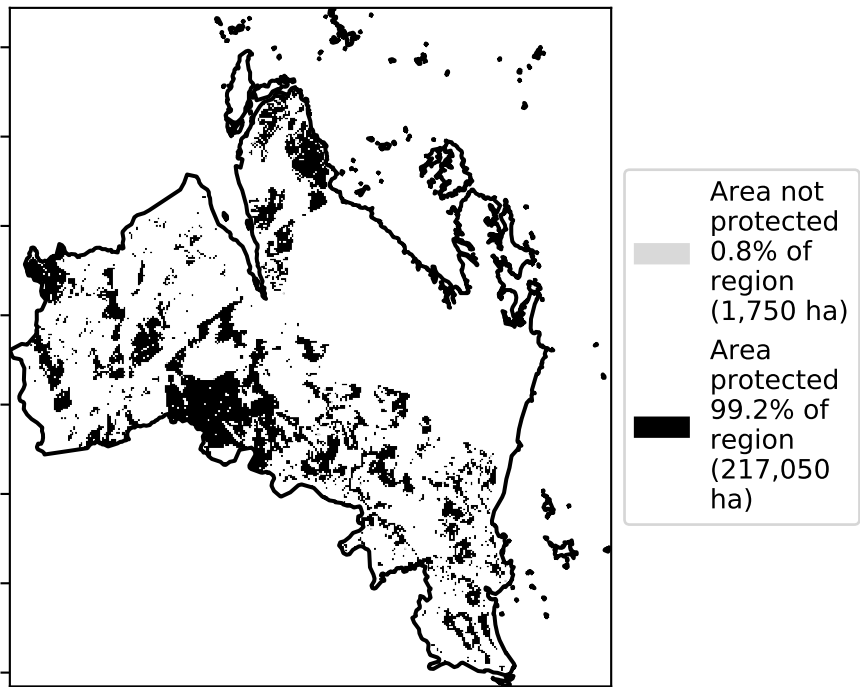 Area not
protected
0.8% of
region
(1,750 ha)
Area
protected
99.2% of
region
(217,050
ha)